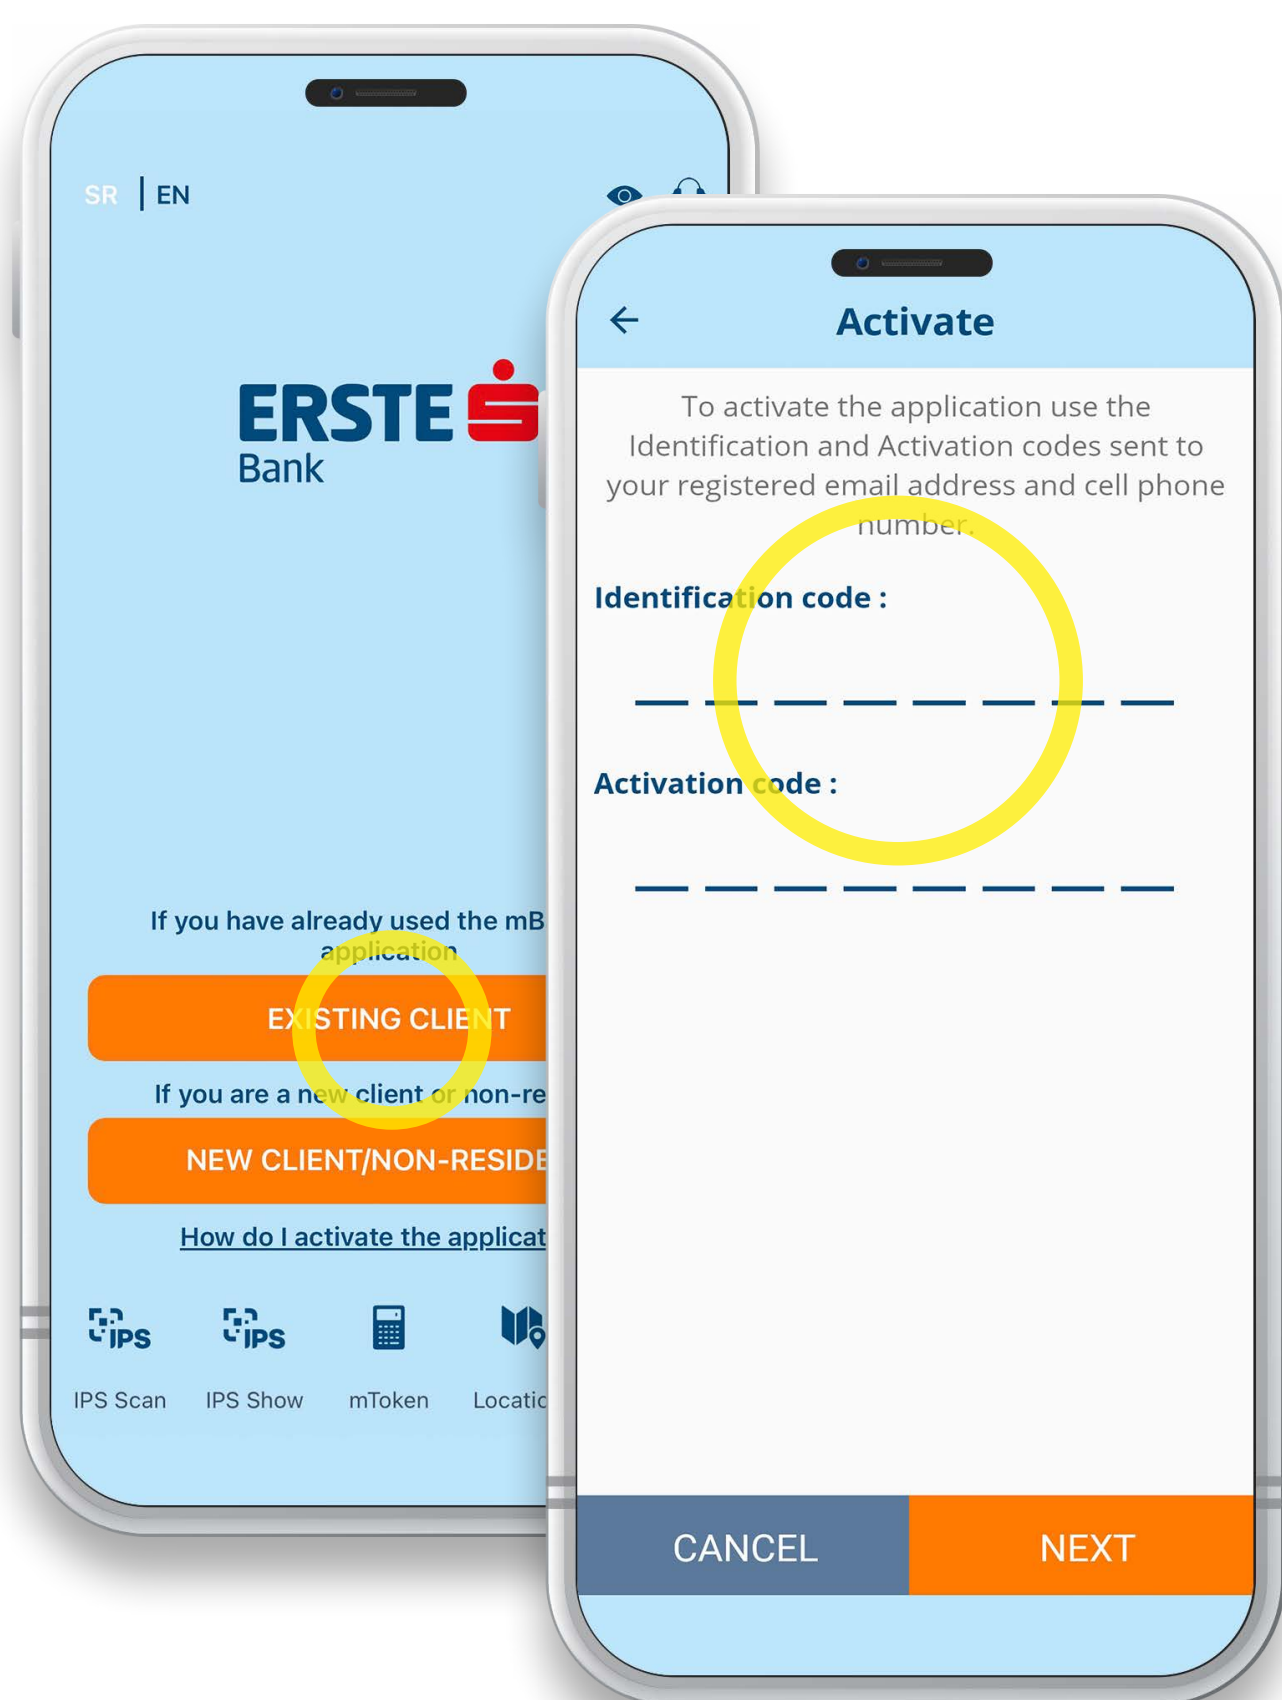 SR | EN
ERSTE
Bank
If you have already used the mB
application
EXISTING CLIENT
If you are a new client or non-re
NEW CLIENT/NON-RESIDE
How do I activate the applicat
IPS
IPS
IPS Scan
IPS Show
mToken
Locatio
Activate
To activate the application use the
Identification and Activation codes sent to
your registered email address and cell phone
number.
Identification code :
Activation code :
CANCEL
NEXT